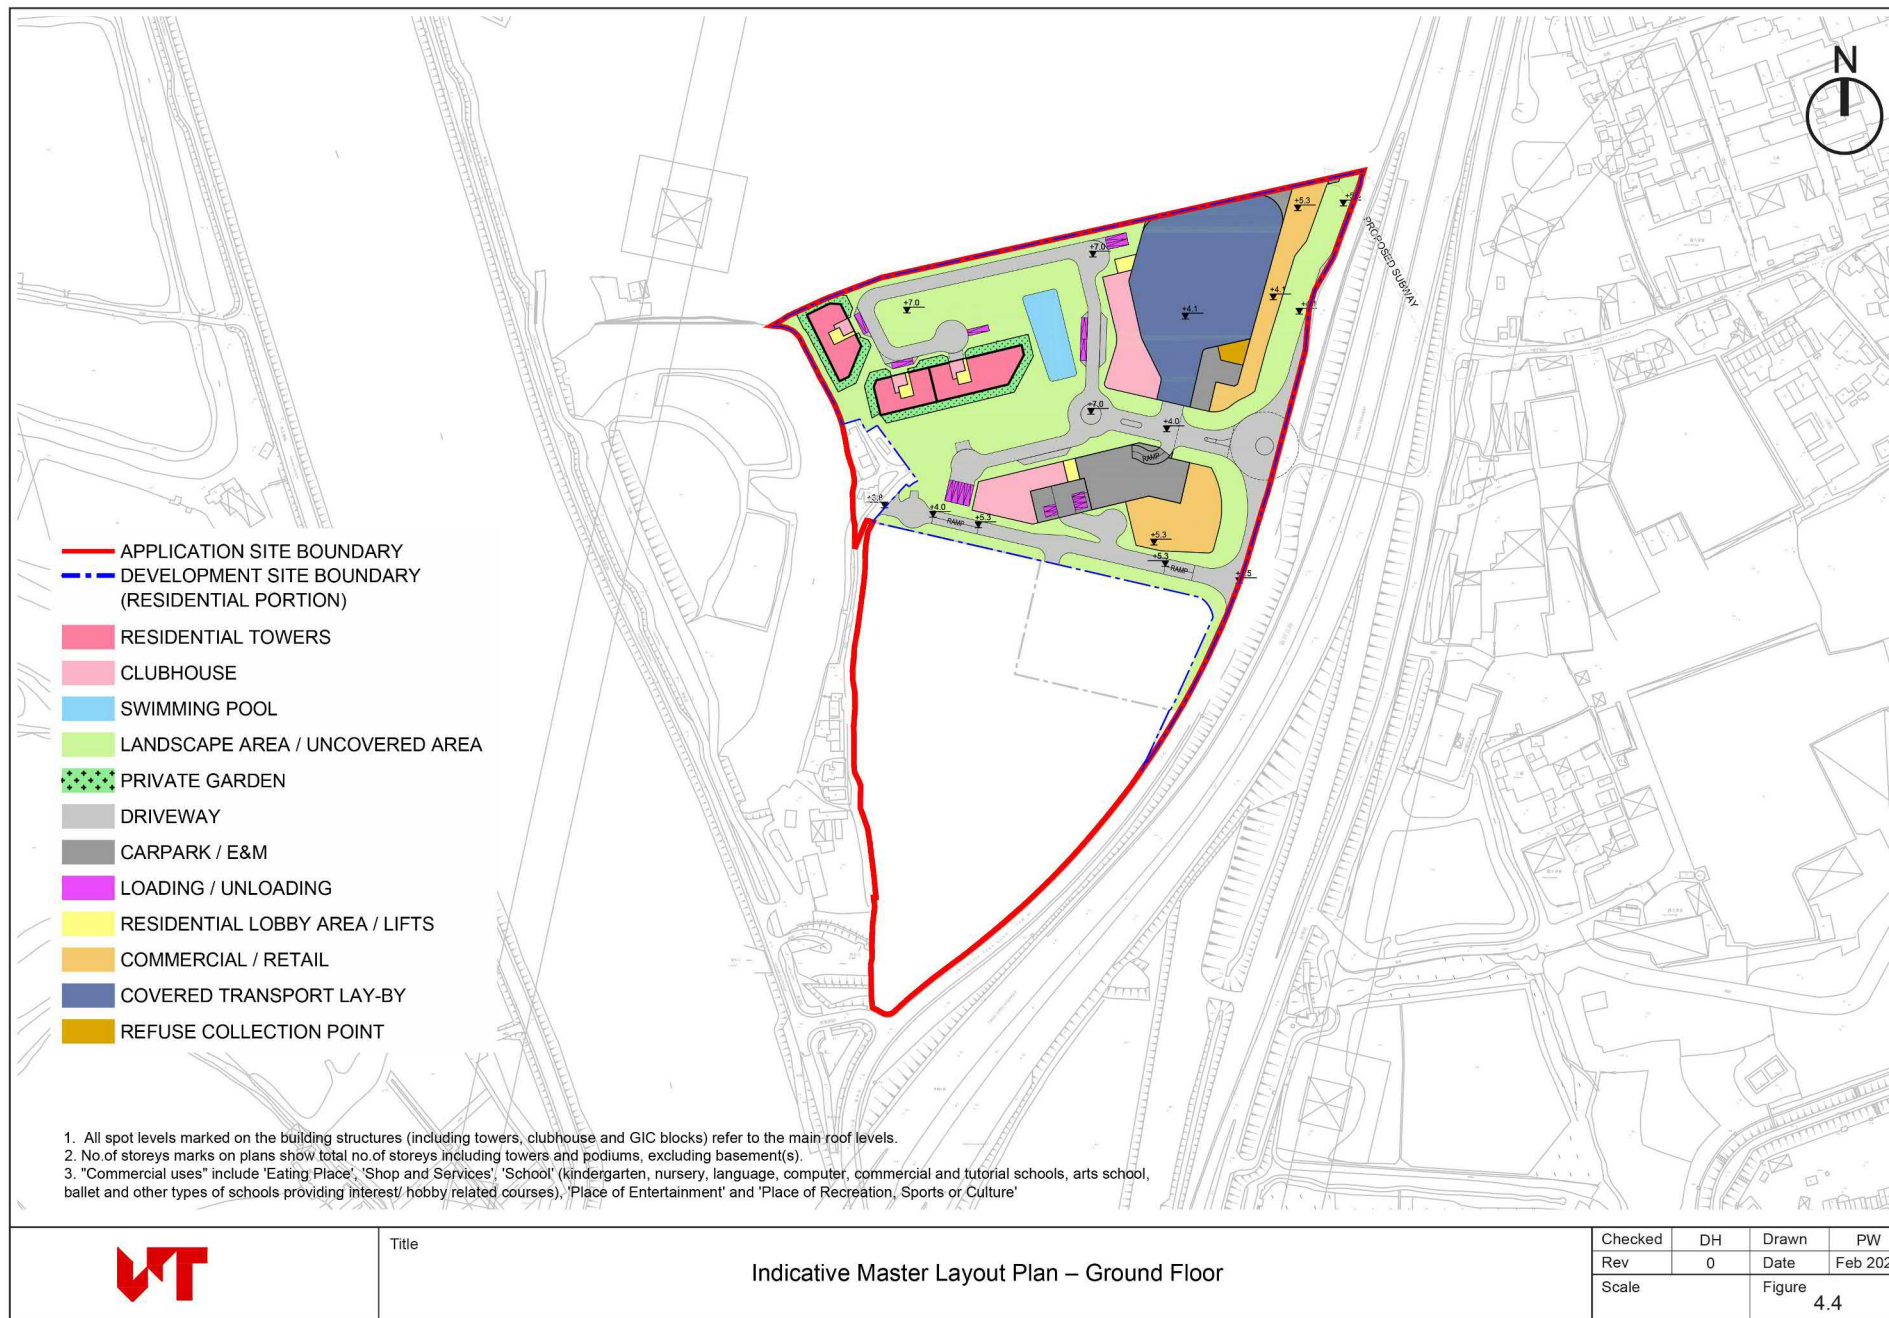 N
+5.3
PROPOSED SUBWAY
+7.0
+7.0
+4.1
+4.1
+7.0
+4.0
RAMP
+3.8
+4.0
RAMP
+5.3
+5.3
+5.3
RAMP
APPLICATION SITE BOUNDARY
DEVELOPMENT SITE BOUNDARY
(RESIDENTIAL PORTION)
RESIDENTIAL TOWERS
CLUBHOUSE
SWIMMING POOL
LANDSCAPE AREA / UNCOVERED AREA
PRIVATE GARDEN
DRIVEWAY
CARPARK / E&M
LOADING / UNLOADING
RESIDENTIAL LOBBY AREA / LIFTS
COMMERCIAL / RETAIL
COVERED TRANSPORT LAY-BY
REFUSE COLLECTION POINT
1. All spot levels marked on the building structures (including towers, clubhouse and GIC blocks) refer to the main roof levels.
2. No.of storeys marks on plans show total no.of storeys including towers and podiums, excluding basement(s).
3. "Commercial uses" include 'Eating Place', 'Shop and Services', 'School' (kindergarten, nursery, language, computer, commercial and tutorial schools, arts school,
ballet and other types of schools providing interest/ hobby related courses), 'Place of Entertainment' and 'Place of Recreation, Sports or Culture'
Title
Indicative Master Layout Plan – Ground Floor
Checked DH Drawn PW
Rev 0 Date Feb 202
Scale Figure
4.4